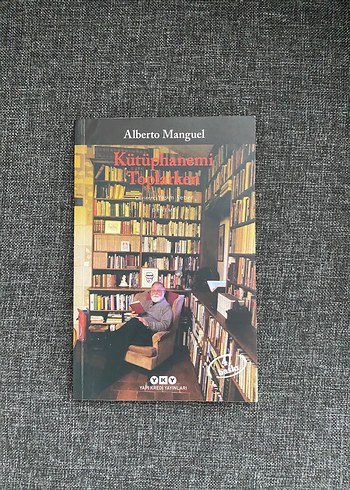 Alberto Manguel
Kütüphanemi
Toplarken
YKY
YAPI KREDİ YAYINLARI